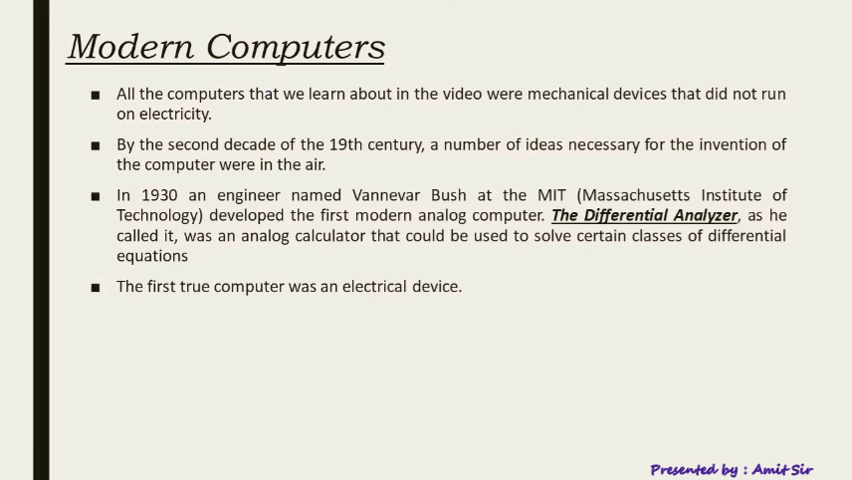 Modern Computers
▪ All the computers that we learn about in the video were mechanical devices that did not run
on electricity.
▪ By the second decade of the 19th century, a number of ideas necessary for the invention of
the computer were in the air.
▪ In 1930 an engineer named Vannevar Bush at the MIT (Massachusetts Institute of
Technology) developed the first modern analog computer. The Differential Analyzer, as he
called it, was an analog calculator that could be used to solve certain classes of differential
equations
▪ The first true computer was an electrical device.
Presented by : Amit Sir